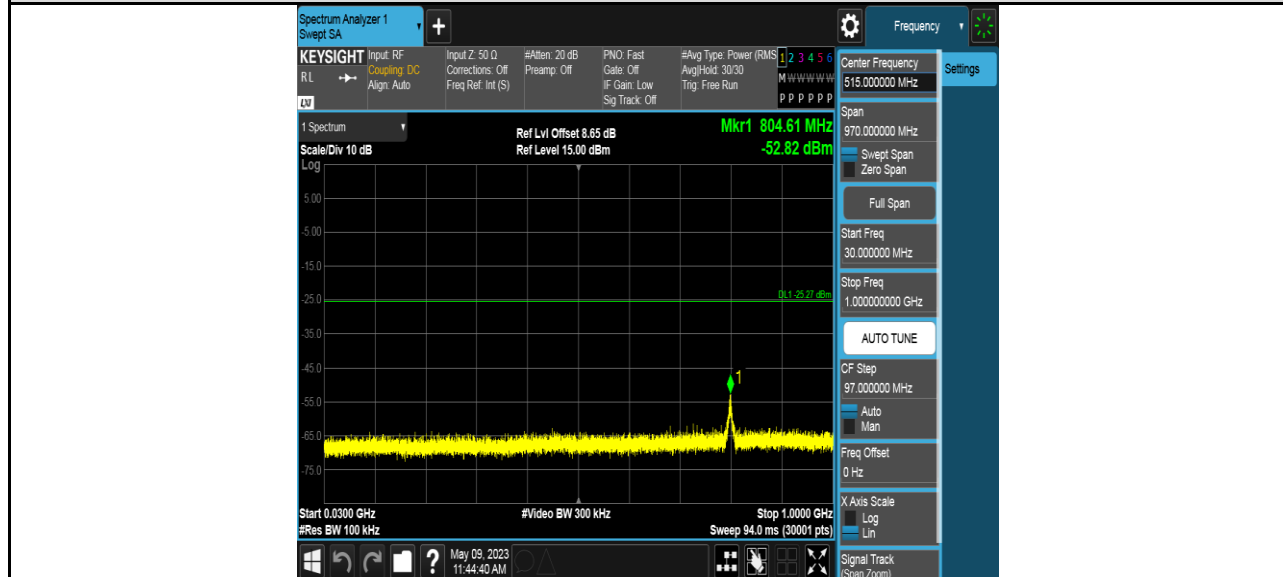 Spectrum Analyzer 1
Swept SA
+
Frequency
KEYSIGHT
RL
LXI
Input: RF
Coupling: DC
Align: Auto
Input Z: 50 Ω
Corrections: Off
Freq Ref: Int (S)
#Atten: 20 dB
Preamp: Off
PNO: Fast
Gate: Off
IF Gain: Low
Sig Track: Off
#Avg Type: Power (RMS
Avg|Hold: 30/30
Trig: Free Run
1 2 3 4 5 6
M W W W W W
P P P P P P
Center Frequency
515.000000 MHz
Settings
1 Spectrum
Scale/Div 10 dB
Ref Lvl Offset 8.65 dB
Ref Level 15.00 dBm
Mkr1 804.61 MHz
-52.82 dBm
Log
5.00
-5.00
-15.0
-25.0
-35.0
-45.0
-55.0
-65.0
-75.0
DL1 -25.27 dBm
1
Start 0.0300 GHz
#Res BW 100 kHz
#Video BW 300 kHz
Stop 1.0000 GHz
Sweep 94.0 ms (30001 pts)
Span
970.000000 MHz
Swept Span
Zero Span
Full Span
Start Freq
30.000000 MHz
Stop Freq
1.000000000 GHz
AUTO TUNE
CF Step
97.000000 MHz
Auto
Man
Freq Offset
0 Hz
X Axis Scale
Log
Lin
Signal Track
(Span Zoom)
?
May 09, 2023
11:44:40 AM